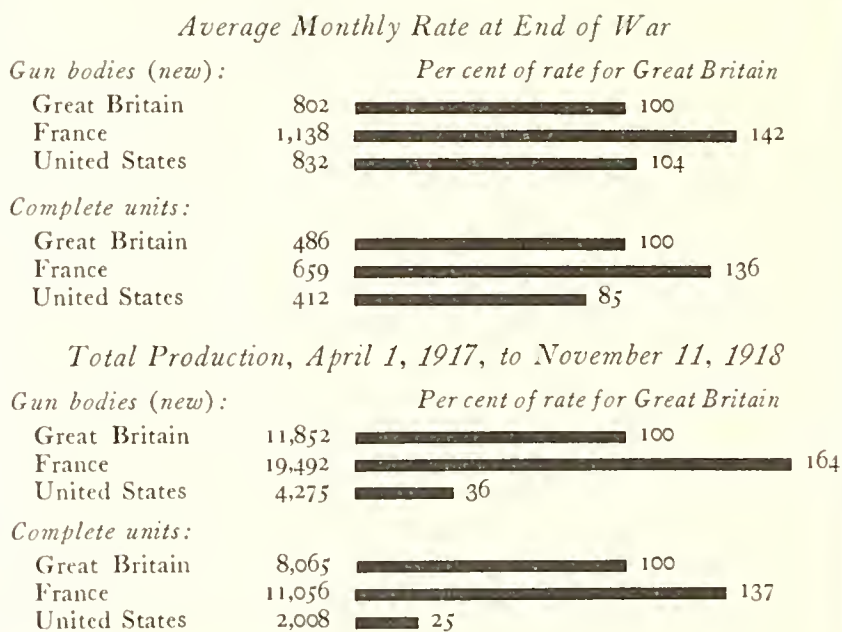 Average Monthly Rate at End of War
Gun bodies (new): Per cent of rate for Great Britain
Great Britain 802 100
France 1,138 142
United States 832 104
Complete units:
Great Britain 486 100
France 659 136
United States 412 85
Total Production, April 1, 1917, to November 11, 1918
Gun bodies (new): Per cent of rate for Great Britain
Great Britain 11,852 100
France 19,492 164
United States 4,275 36
Complete units:
Great Britain 8,065 100
France 11,056 137
United States 2,008 25